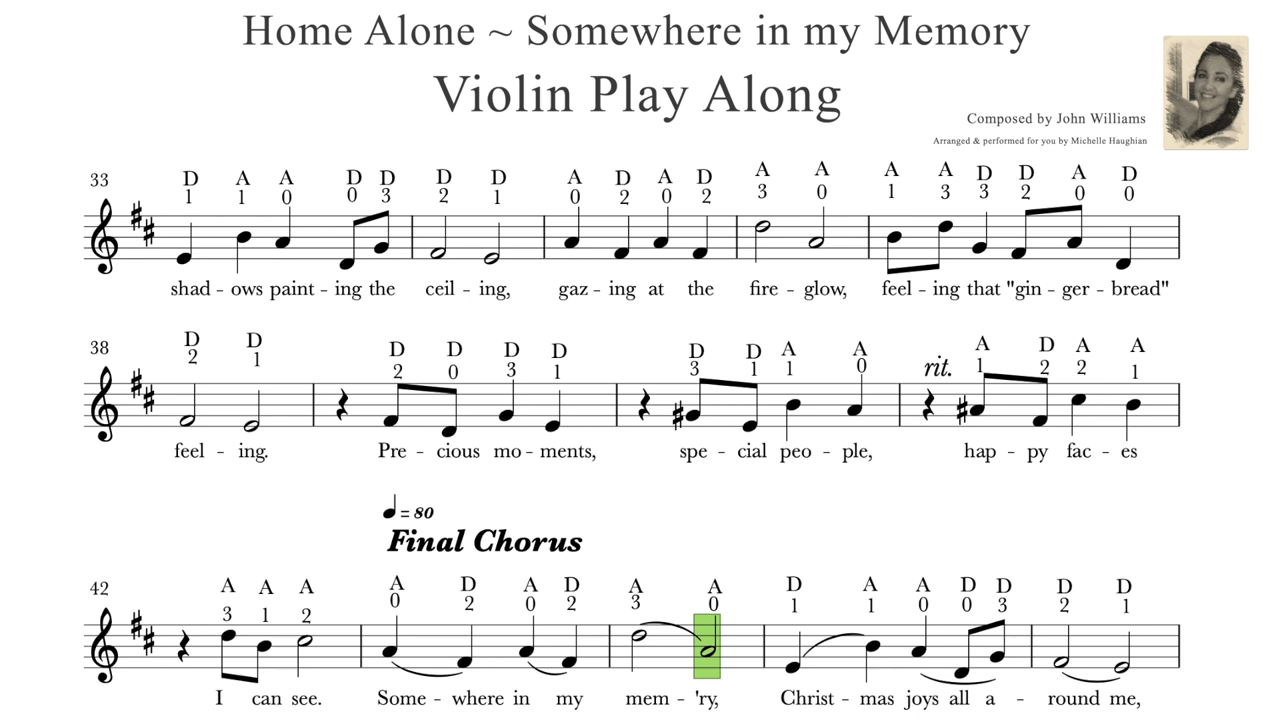 Home Alone ~ Somewhere in my Memory
Violin Play Along
Composed by John Williams
Arranged & performed for you by Michelle Haughian
33
D A A D D D D A D A D A A A A D D A D
1 1 0 0 3 2 1 0 2 0 2 3 0 1 3 3 2 0 0
shad - ows paint - ing the ceil - ing, gaz - ing at the fire - glow, feel - ing that "gin - ger - bread"
38
D D D D D D D D A A rit. A D A A
2 1 2 0 3 1 3 1 1 0 1 2 2 1
feel - ing. Pre - cious mo - ments, spe - cial peo - ple, hap - py fac - es
= 80
Final Chorus
42
A A A A D A D A A D A A D D D D
3 1 2 0 2 0 2 3 0 1 1 0 0 3 2 1
I can see. Some - where in my mem - 'ry, Christ - mas joys all a - round me,